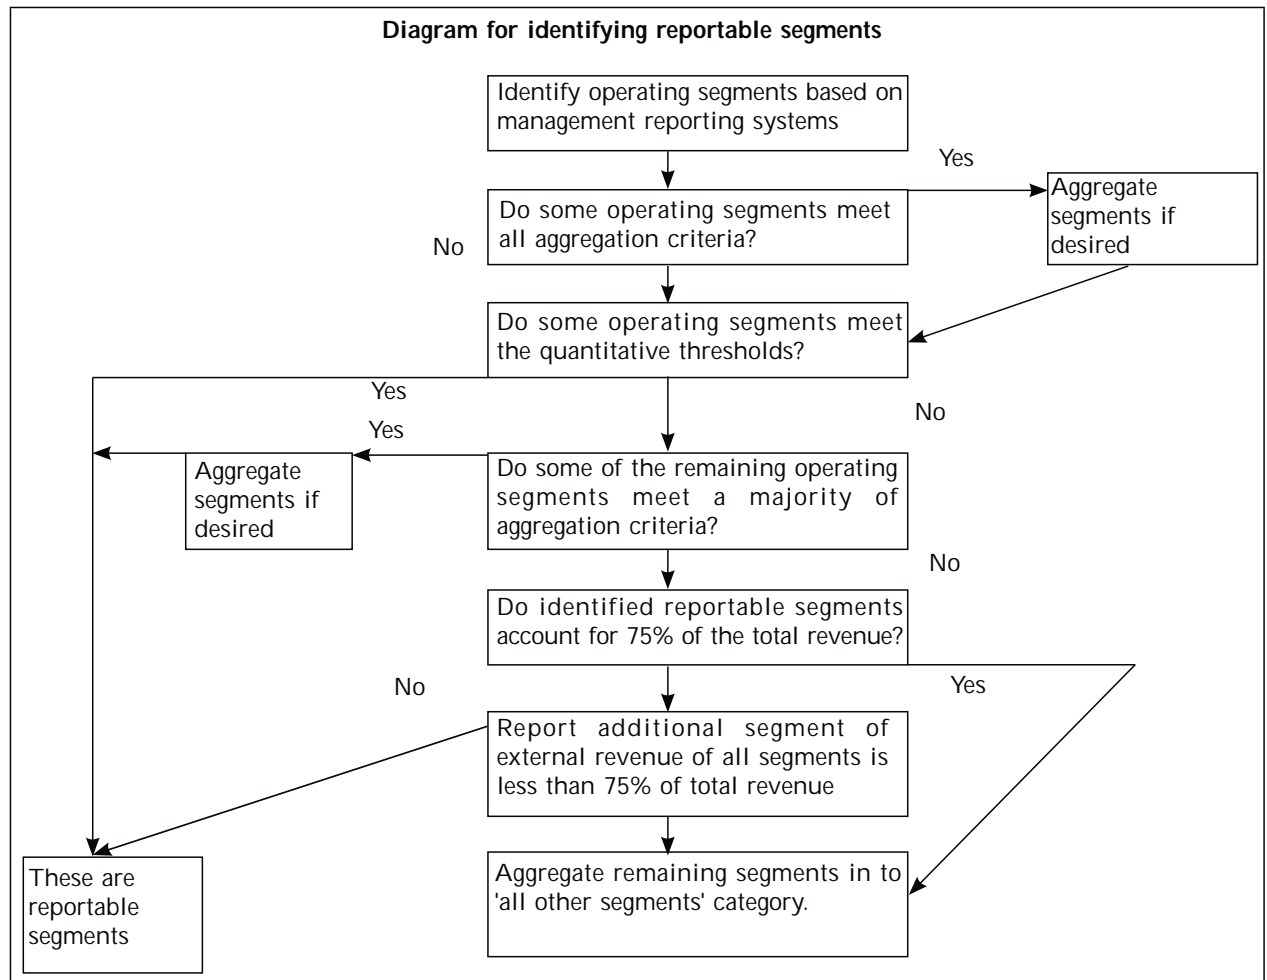 Diagram for identifying reportable segments
Identify operating segments based on
management reporting systems
Yes
Aggregate
segments if
desired
Do some operating segments meet
all aggregation criteria?
No
Do some operating segments meet
the quantitative thresholds?
Yes
No
Yes
Aggregate
segments if
desired
Do some of the remaining operating
segments meet a majority of
aggregation criteria?
No
Do identified reportable segments
account for 75% of the total revenue?
No
Yes
Report additional segment of
external revenue of all segments is
less than 75% of total revenue
These are
reportable
segments
Aggregate remaining segments in to
'all other segments' category.